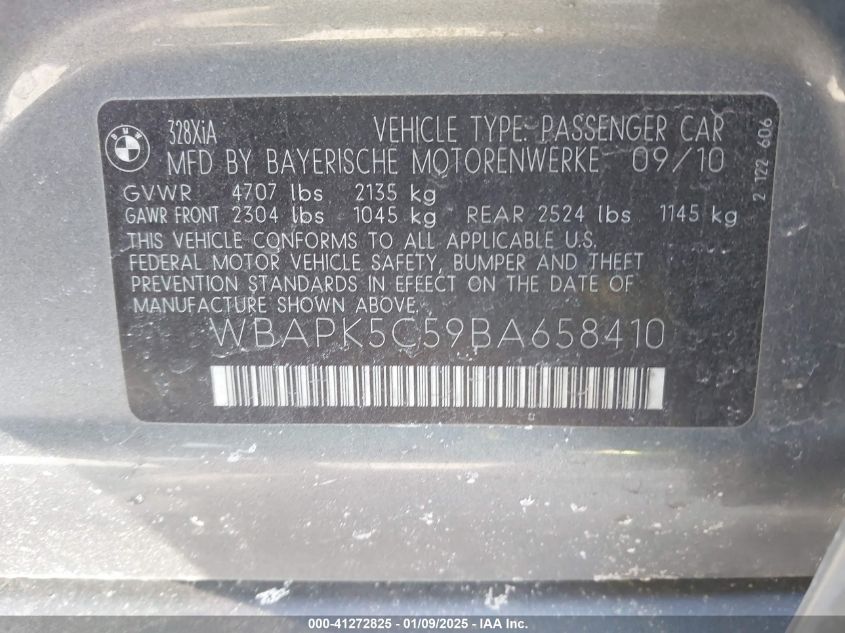 BMW
328XiA VEHICLE TYPE: PASSENGER CAR
MFD BY BAYERISCHE MOTORENWERKE 09/10
GVWR 4707 lbs 2135 kg
GAWR FRONT 2304 lbs 1045 kg REAR 2524 lbs 1145 kg
THIS VEHICLE CONFORMS TO ALL APPLICABLE U.S.
FEDERAL MOTOR VEHICLE SAFETY, BUMPER AND THEFT
PREVENTION STANDARDS IN EFFECT ON THE DATE OF
MANUFACTURE SHOWN ABOVE.
WBAPK5C59BA658410
2 122 606
000-41272825 - 01/09/2025 - IAAI - Copart, Inc.